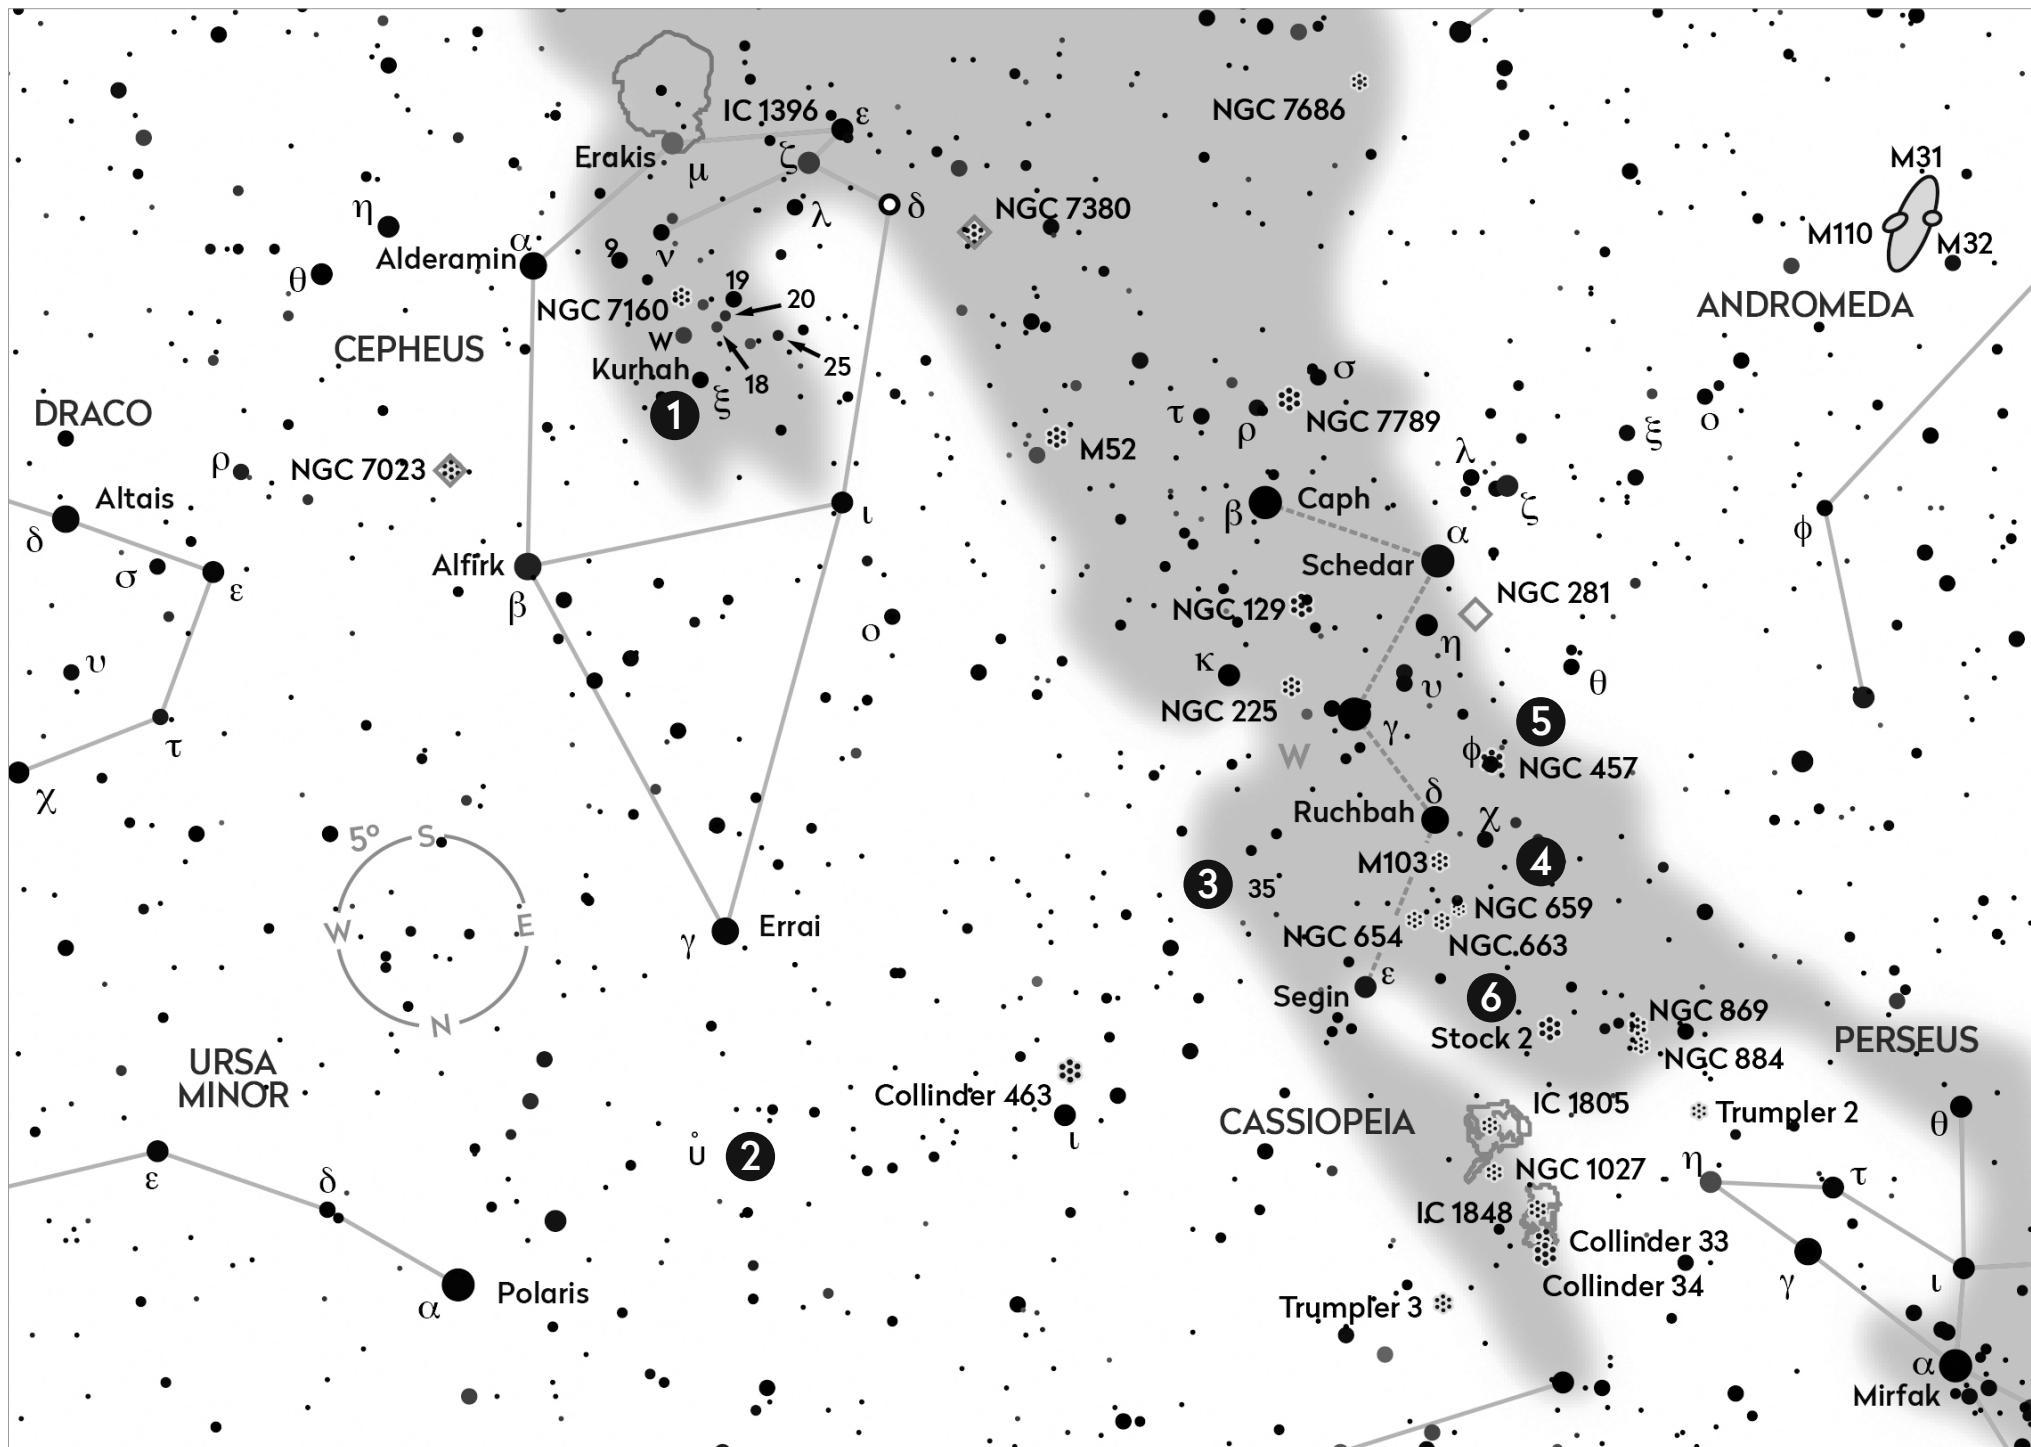 NGC 7686
IC 1396
ε
M31
Erakis
μ
ζ
η
λ
δ
NGC 7380
M110
M32
α
Alderamin
9
ν
θ
19
20
NGC 7160
ANDROMEDA
W
CEPHEUS
Kurhah
18
25
ξ
1
σ
τ
ρ
NGC 7789
ο
ξ
DRACO
M52
λ
ρ
NGC 7023
Altais
δ
β
Caph
ζ
ι
α
φ
Alfirk
β
σ
ε
Schedar
NGC 281
NGC 129
ο
η
υ
κ
υ
θ
NGC 225
γ
5
τ
W
φ
NGC 457
χ
δ
Ruchbah
χ
5°
S
M103
4
3
35
W
E
γ
Errai
NGC 659
NGC 654
NGC 663
ε
Segin
6
N
Stock 2
NGC 869
NGC 884
PERSEUS
URSA
MINOR
Collinder 463
ι
CASSIOPEIA
IC 1805
Trumpler 2
θ
Ů
2
ε
δ
NGC 1027
η
τ
IC 1848
Collinder 33
Collinder 34
γ
ι
Polaris
α
Trumpler 3
α
Mirfak